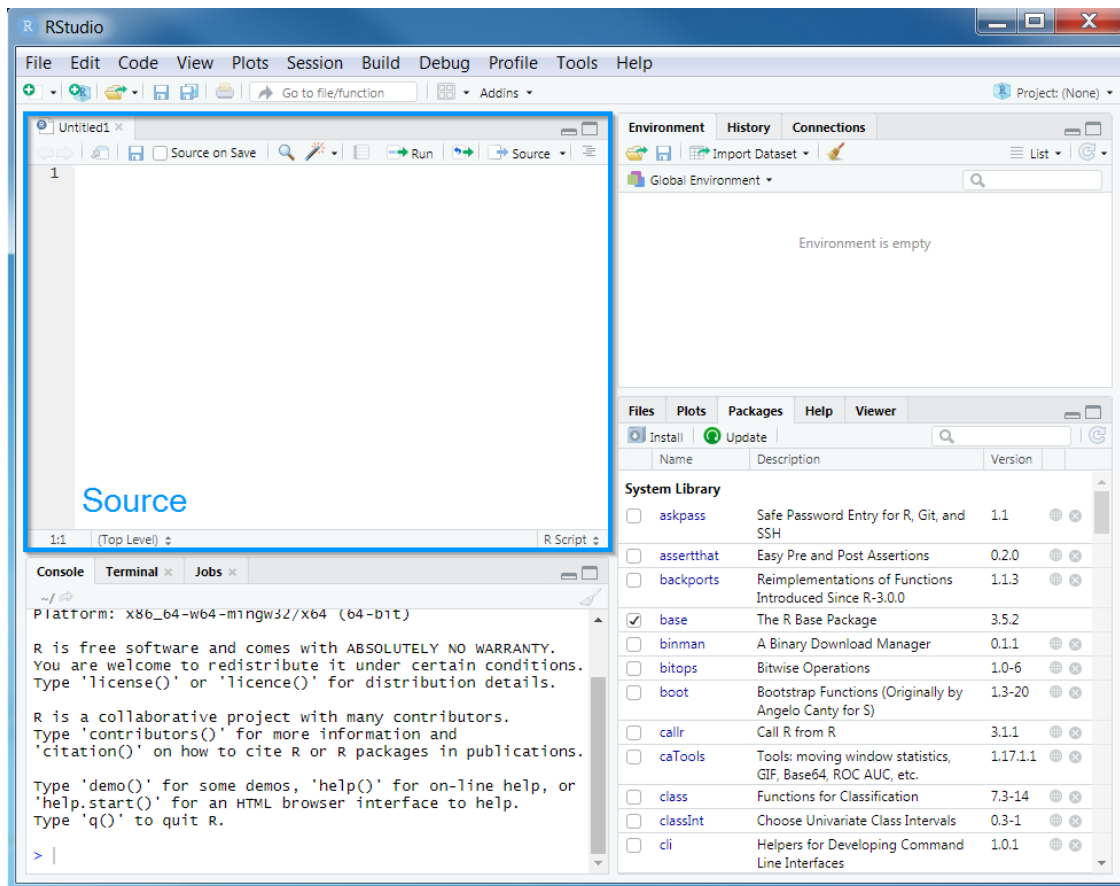 RStudio
File Edit Code View Plots Session Build Debug Profile Tools Help
Go to file/function Addins Project: (None)
Untitled1
Source on Save Run Source
1
Source
1:1 (Top Level) R Script
Console Terminal Jobs
~/
Platform: x86_64-w64-mingw32/x64 (64-bit)
R is free software and comes with ABSOLUTELY NO WARRANTY.
You are welcome to redistribute it under certain conditions.
Type 'license()' or 'licence()' for distribution details.
R is a collaborative project with many contributors.
Type 'contributors()' for more information and
'citation()' on how to cite R or R packages in publications.
Type 'demo()' for some demos, 'help()' for on-line help, or
'help.start()' for an HTML browser interface to help.
Type 'q()' to quit R.
>
Environment History Connections
Import Dataset List
Global Environment
Environment is empty
Files Plots Packages Help Viewer
Install Update
Name Description Version
System Library
askpass Safe Password Entry for R, Git, and 1.1
SSH
assertthat Easy Pre and Post Assertions 0.2.0
backports Reimplementations of Functions 1.1.3
Introduced Since R-3.0.0
base The R Base Package 3.5.2
binman A Binary Download Manager 0.1.1
bitops Bitwise Operations 1.0-6
boot Bootstrap Functions (Originally by 1.3-20
Angelo Canty for S)
callr Call R from R 3.1.1
caTools Tools: moving window statistics, 1.17.1.1
GIF, Base64, ROC AUC, etc.
class Functions for Classification 7.3-14
classInt Choose Univariate Class Intervals 0.3-1
cli Helpers for Developing Command 1.0.1
Line Interfaces